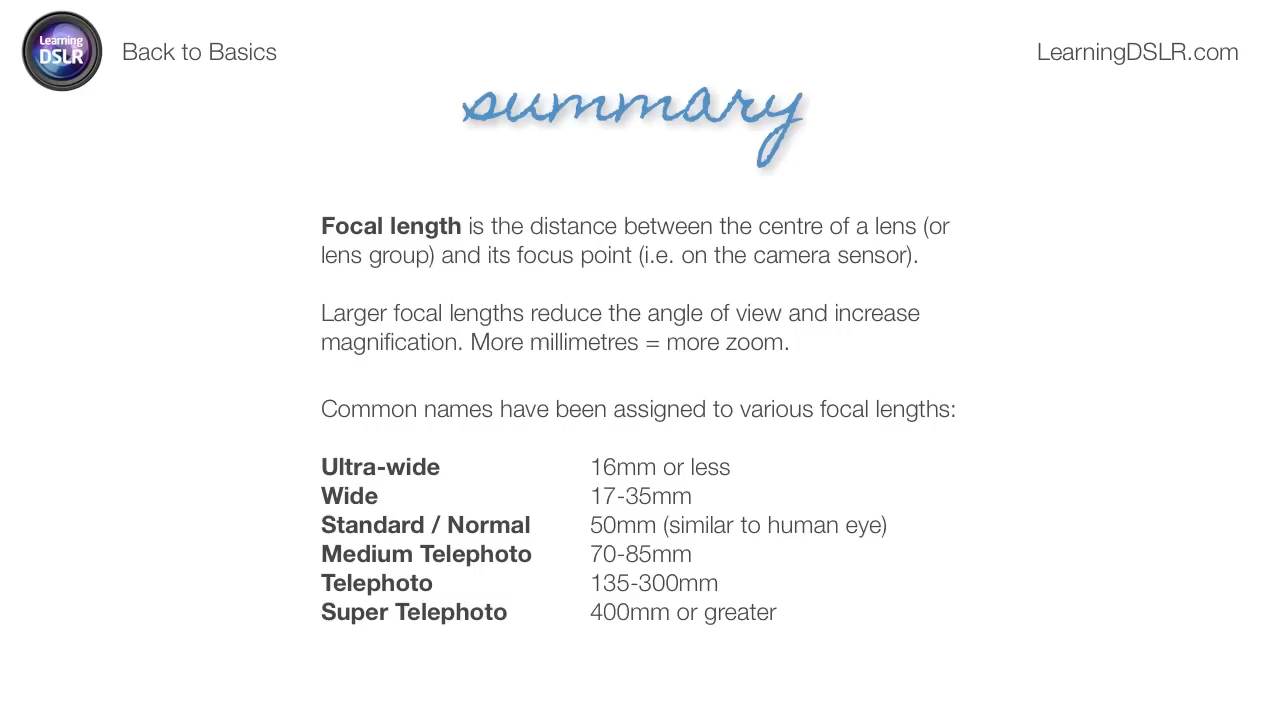 Learning
DSLR
Back to Basics
LearningDSLR.com
summary
Focal length is the distance between the centre of a lens (or
lens group) and its focus point (i.e. on the camera sensor).
Larger focal lengths reduce the angle of view and increase
magnification. More millimetres = more zoom.
Common names have been assigned to various focal lengths:
Ultra-wide 16mm or less
Wide 17-35mm
Standard / Normal 50mm (similar to human eye)
Medium Telephoto 70-85mm
Telephoto 135-300mm
Super Telephoto 400mm or greater